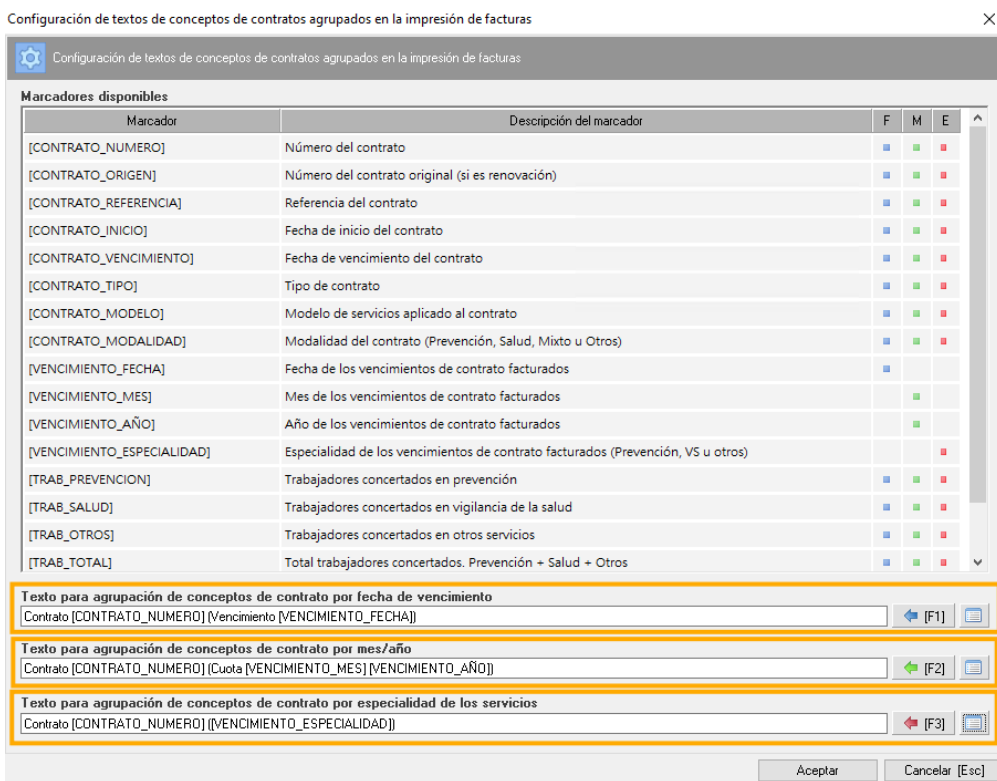 Configuración de textos de conceptos de contratos agrupados en la impresión de facturas
Configuración de textos de conceptos de contratos agrupados en la impresión de facturas
Marcadores disponibles
Marcador Descripción del marcador F M E
[CONTRATO_NUMERO] Número del contrato
[CONTRATO_ORIGEN] Número del contrato original (si es renovación)
[CONTRATO_REFERENCIA] Referencia del contrato
[CONTRATO_INICIO] Fecha de inicio del contrato
[CONTRATO_VENCIMIENTO] Fecha de vencimiento del contrato
[CONTRATO_TIPO] Tipo de contrato
[CONTRATO_MODELO] Modelo de servicios aplicado al contrato
[CONTRATO_MODALIDAD] Modalidad del contrato (Prevención, Salud, Mixto u Otros)
[VENCIMIENTO_FECHA] Fecha de los vencimientos de contrato facturados
[VENCIMIENTO_MES] Mes de los vencimientos de contrato facturados
[VENCIMIENTO_AÑO] Año de los vencimientos de contrato facturados
[VENCIMIENTO_ESPECIALIDAD] Especialidad de los vencimientos de contrato facturados (Prevención, VS u otros)
[TRAB_PREVENCION] Trabajadores concertados en prevención
[TRAB_SALUD] Trabajadores concertados en vigilancia de la salud
[TRAB_OTROS] Trabajadores concertados en otros servicios
[TRAB_TOTAL] Total trabajadores concertados. Prevención + Salud + Otros
Texto para agrupación de conceptos de contrato por fecha de vencimiento
Contrato [CONTRATO_NUMERO] (Vencimiento [VENCIMIENTO_FECHA]) [F1]
Texto para agrupación de conceptos de contrato por mes/año
Contrato [CONTRATO_NUMERO] (Cuota [VENCIMIENTO_MES] [VENCIMIENTO_AÑO]) [F2]
Texto para agrupación de conceptos de contrato por especialidad de los servicios
Contrato [CONTRATO_NUMERO] ([VENCIMIENTO_ESPECIALIDAD]) [F3]
Aceptar Cancelar [Esc]